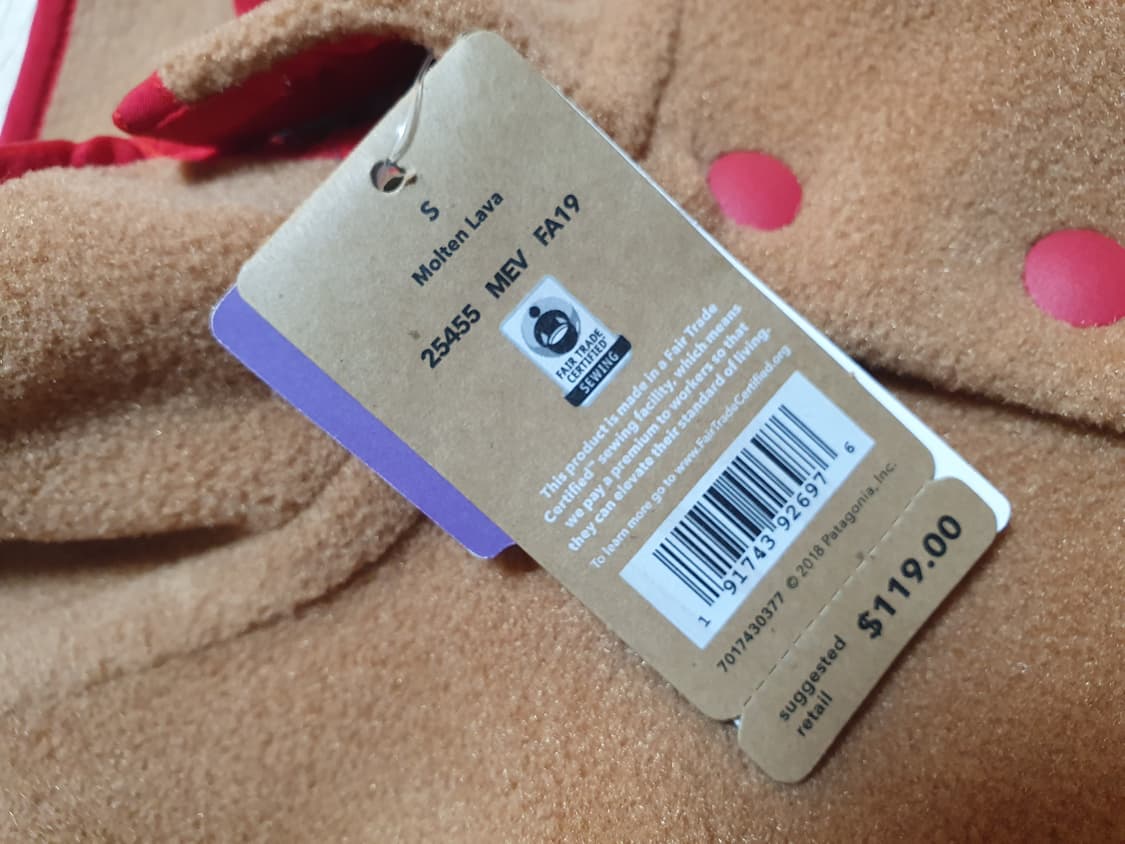 S
Molten Lava
25455 MEV FA19
FAIR TRADE
CERTIFIED™
SEWING
This product is made in a Fair Trade
Certified™ sewing facility, which means
we pay a premium to workers so that
they can elevate their standard of living.
To learn more go to www.FairTradeCertified.org
1 91743 92697 6
7017430377 © 2018 Patagonia, Inc.
suggested
retail
$119.00